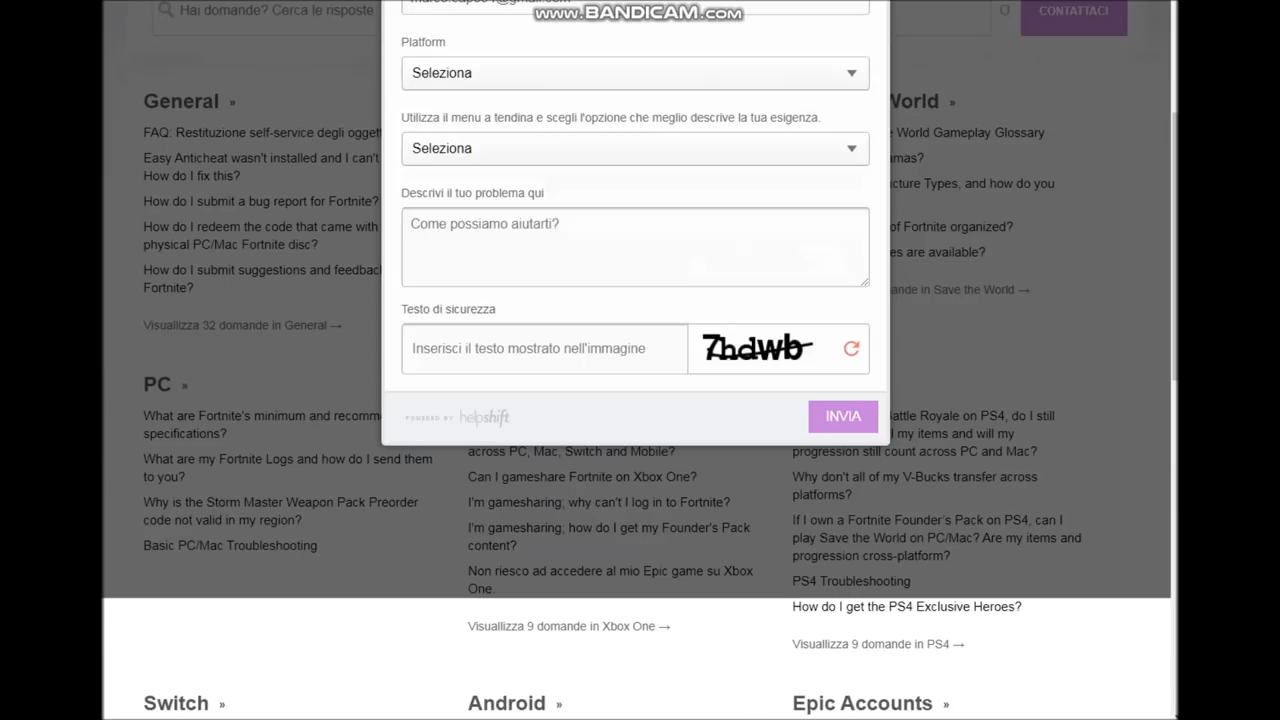 www.BANDICAM.com
Hai domande? Cerca le risposte
O
CONTATTACI
Platform
Seleziona
Utilizza il menu a tendina e scegli l'opzione che meglio descrive la tua esigenza.
Seleziona
Descrivi il tuo problema qui
Come possiamo aiutarti?
Testo di sicurezza
Inserisci il testo mostrato nell'immagine
7hdwb
POWERED BY helpshift
INVIA
General »
FAQ: Restituzione self-service degli
Easy Anticheat wasn't installed and I can't
How do I fix this?
How do I submit a bug report for Fortnite?
How do I redeem the code that came with
physical PC/Mac Fortnite disc?
How do I submit suggestions and feedback
Fortnite?
Visuallizza 32 domande in General →
World »
World Gameplay Glossary
Types, and how do you
of Fortnite organized?
are available?
in Save the World →
PC »
What are Fortnite's minimum and
specifications?
What are my Fortnite Logs and how do I send them
to you?
Why is the Storm Master Weapon Pack Preorder
code not valid in my region?
Basic PC/Mac Troubleshooting
across PC, Mac, Switch and Mobile?
Can I gameshare Fortnite on Xbox One?
I'm gamesharing; why can't I log in to Fortnite?
I'm gamesharing; how do I get my Founder's Pack
content?
Non riesco ad accedere al mio Epic game su Xbox
One.
Visuallizza 9 domande in Xbox One →
Royale on PS4, do I still
my items and will my
progression still count across PC and Mac?
Why don't all of my V-Bucks transfer across
platforms?
If I own a Fortnite Founder's Pack on PS4, can I
play Save the World on PC/Mac? Are my items and
progression cross-platform?
PS4 Troubleshooting
How do I get the PS4 Exclusive Heroes?
Visuallizza 9 domande in PS4 →
Switch »
Android »
Epic Accounts »